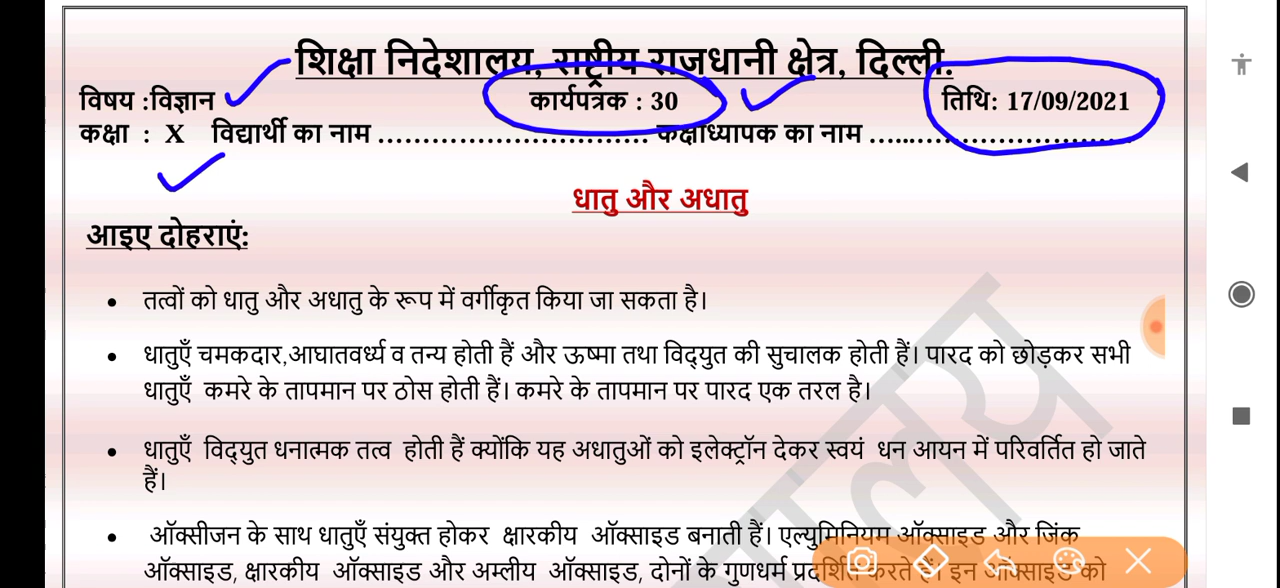 शिक्षा निदेशालय, राष्ट्रीय राजधानी क्षेत्र, दिल्ली.
विषय :विज्ञान कार्यपत्रक : 30 तिथि: 17/09/2021
कक्षा : X विद्यार्थी का नाम ................................ कक्षाध्यापक का नाम ................................
धातु और अधातु
आइए दोहराएं:
• तत्वों को धातु और अधातु के रूप में वर्गीकृत किया जा सकता है।
• धातुएँ चमकदार,आघातवर्ध्य व तन्य होती हैं और ऊष्मा तथा विद्युत की सुचालक होती हैं। पारद को छोड़कर सभी
धातुएँ कमरे के तापमान पर ठोस होती हैं। कमरे के तापमान पर पारद एक तरल है।
• धातुएँ विद्युत धनात्मक तत्व होती हैं क्योंकि यह अधातुओं को इलेक्ट्रॉन देकर स्वयं धन आयन में परिवर्तित हो जाते
हैं।
• ऑक्सीजन के साथ धातुएँ संयुक्त होकर क्षारकीय ऑक्साइड बनाती हैं। एल्युमिनियम ऑक्साइड और जिंक
ऑक्साइड, क्षारकीय ऑक्साइड और अम्लीय ऑक्साइड, दोनों के गुणधर्म प्रदर्शित करते हैं। इन ऑक्साइड को